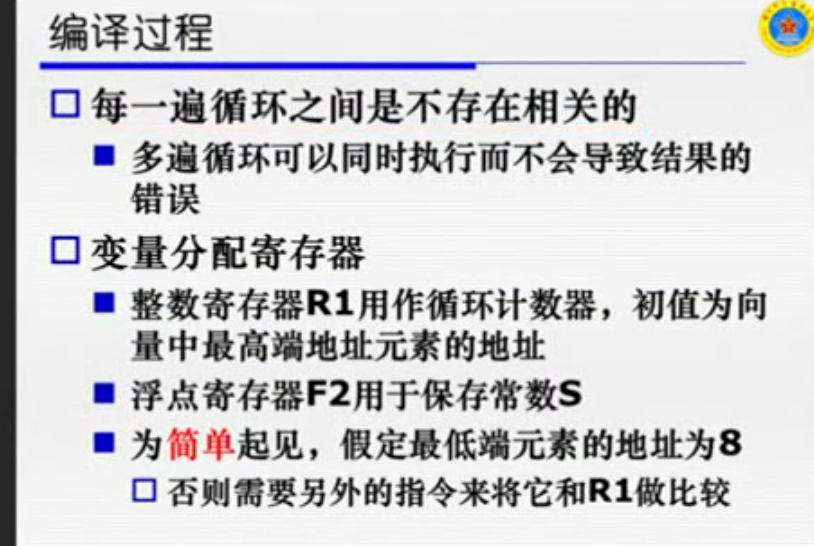 编译过程
每一遍循环之间是不存在相关的
多遍循环可以同时执行而不会导致结果的
错误
变量分配寄存器
整数寄存器R1用作循环计数器，初值为向
量中最高端地址元素的地址
浮点寄存器F2用于保存常数S
为简单起见，假定最低端元素的地址为8
否则需要另外的指令来将它和R1做比较